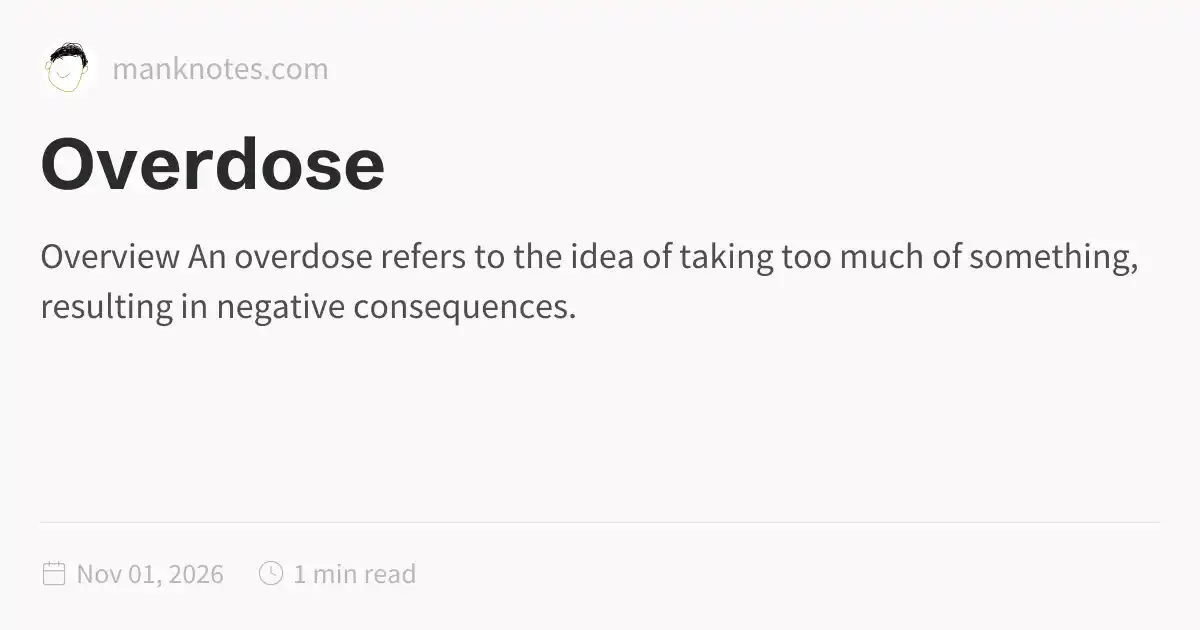 manknotes.com
Overdose
Overview An overdose refers to the idea of taking too much of something,
resulting in negative consequences.
Nov 01, 2026 1 min read